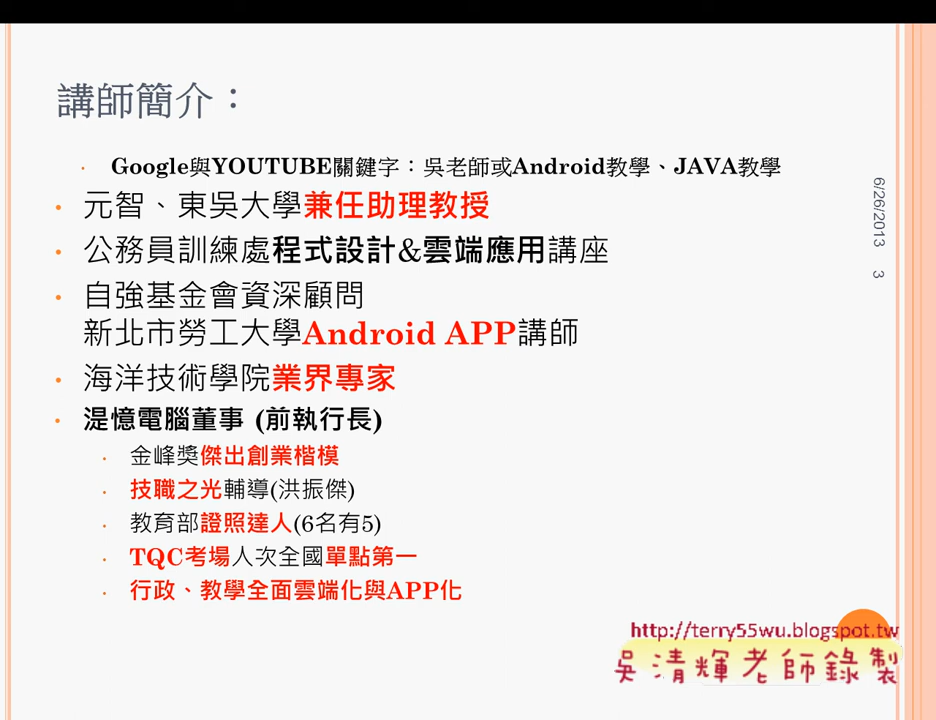 講師簡介：
Google與YOUTUBE關鍵字：吳老師或Android教學、JAVA教學
元智、東吳大學兼任助理教授
公務員訓練處程式設計&雲端應用講座
自強基金會資深顧問
新北市勞工大學Android APP講師
海洋技術學院業界專家
湜憶電腦董事 (前執行長)
金峰獎傑出創業楷模
技職之光輔導(洪振傑)
教育部證照達人(6名有5)
TQC考場人次全國單點第一
行政、教學全面雲端化與APP化
6/26/2013
3
http://terry55wu.blogspot.tw
吳清輝老師錄製